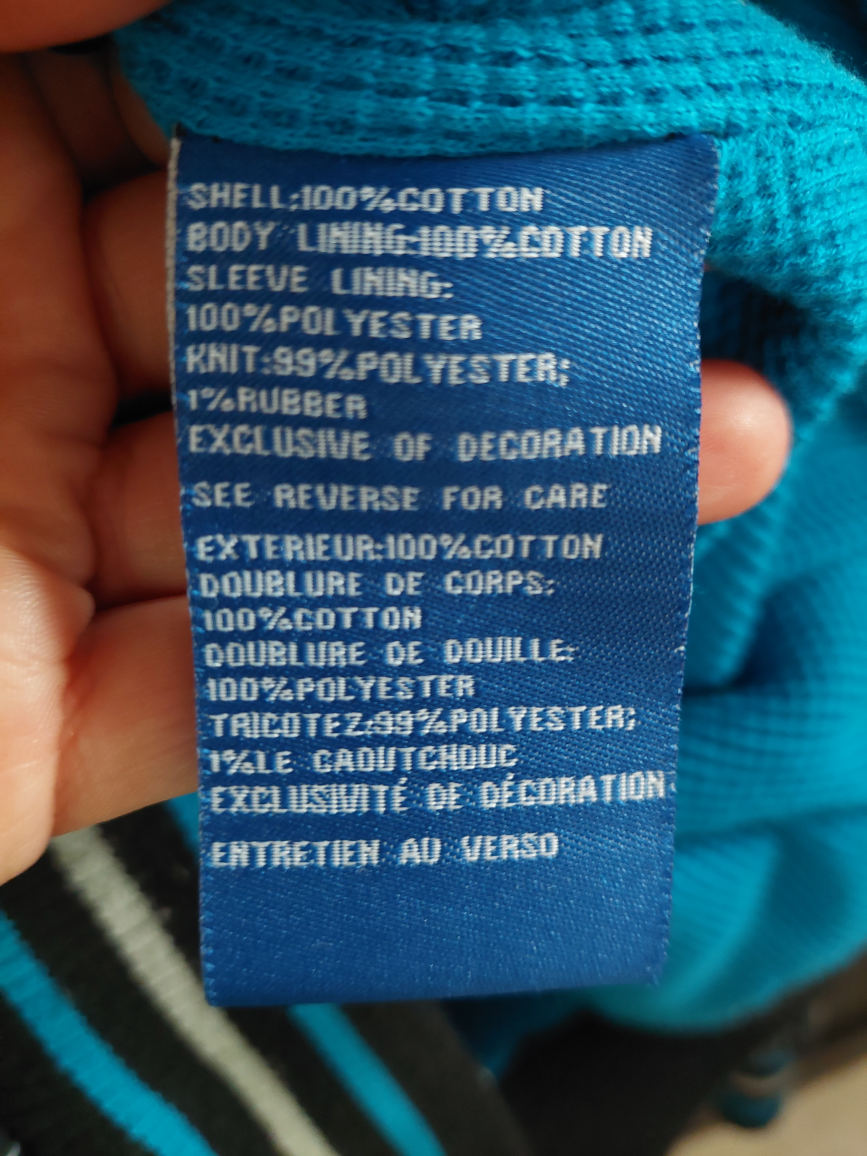 SHELL:100%COTTON
BODY LINING:100%COTTON
SLEEVE LINING:
100%POLYESTER
KNIT:99%POLYESTER;
1%RUBBER
EXCLUSIVE OF DECORATION
SEE REVERSE FOR CARE
EXTERIEUR:100%COTTON
DOUBLURE DE CORPS:
100%COTTON
DOUBLURE DE DOUILLE:
100%POLYESTER
TRICOTEZ:99%POLYESTER;
1%LE CAOUTCHOUC
EXCLUSIVITÉ DE DÉCORATION
ENTRETIEN AU VERSO